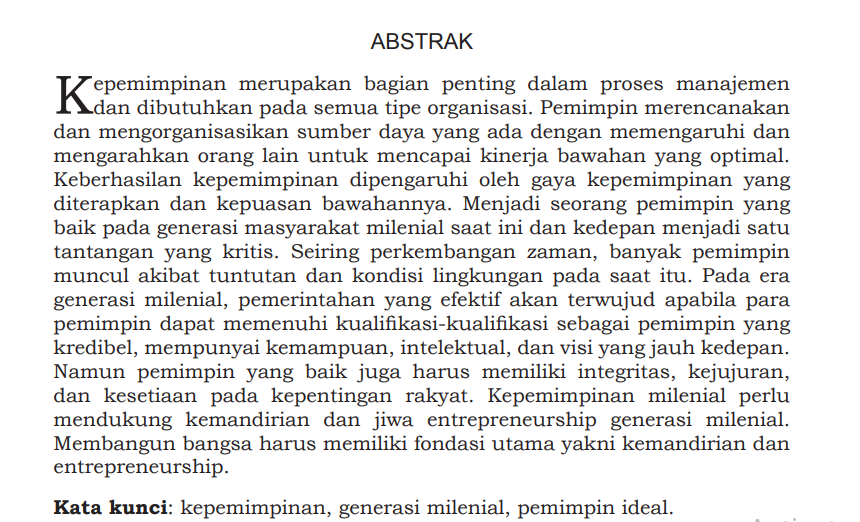 ABSTRAK
Kepemimpinan merupakan bagian penting dalam proses manajemen
dan dibutuhkan pada semua tipe organisasi. Pemimpin merencanakan
dan mengorganisasikan sumber daya yang ada dengan memengaruhi dan
mengarahkan orang lain untuk mencapai kinerja bawahan yang optimal.
Keberhasilan kepemimpinan dipengaruhi oleh gaya kepemimpinan yang
diterapkan dan kepuasan bawahannya. Menjadi seorang pemimpin yang
baik pada generasi masyarakat milenial saat ini dan kedepan menjadi satu
tantangan yang kritis. Seiring perkembangan zaman, banyak pemimpin
muncul akibat tuntutan dan kondisi lingkungan pada saat itu. Pada era
generasi milenial, pemerintahan yang efektif akan terwujud apabila para
pemimpin dapat memenuhi kualifikasi-kualifikasi sebagai pemimpin yang
kredibel, mempunyai kemampuan, intelektual, dan visi yang jauh kedepan.
Namun pemimpin yang baik juga harus memiliki integritas, kejujuran,
dan kesetiaan pada kepentingan rakyat. Kepemimpinan milenial perlu
mendukung kemandirian dan jiwa entrepreneurship generasi milenial.
Membangun bangsa harus memiliki fondasi utama yakni kemandirian dan
entrepreneurship.
Kata kunci: kepemimpinan, generasi milenial, pemimpin ideal.